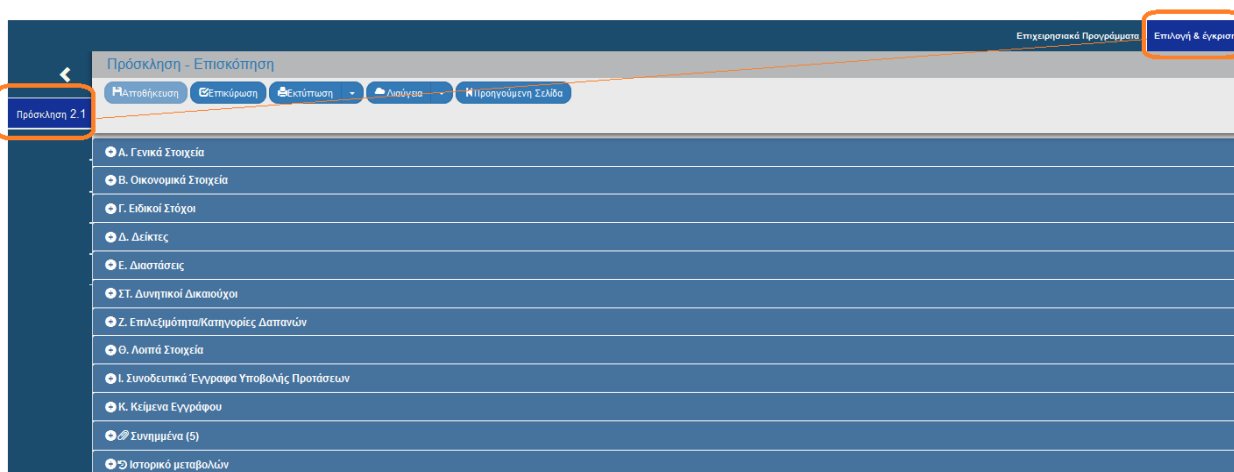 Επιχειρησιακά Προγράμματα Επιλογή & έγκριση
Πρόσκληση - Επισκόπηση
Αποθήκευση Επικύρωση Εκτύπωση Διαύγεια Προηγούμενη Σελίδα
Πρόσκληση 2.1
Α. Γενικά Στοιχεία
Β. Οικονομικά Στοιχεία
Γ. Ειδικοί Στόχοι
Δ. Δείκτες
Ε. Διαστάσεις
ΣΤ. Δυνητικοί Δικαιούχοι
Ζ. Επιλεξιμότητα/Κατηγορίες Δαπανών
Θ. Λοιπά Στοιχεία
Ι. Συνοδευτικά Έγγραφα Υποβολής Προτάσεων
Κ. Κείμενα Εγγράφου
Συνημμένα (5)
Ιστορικό μεταβολών